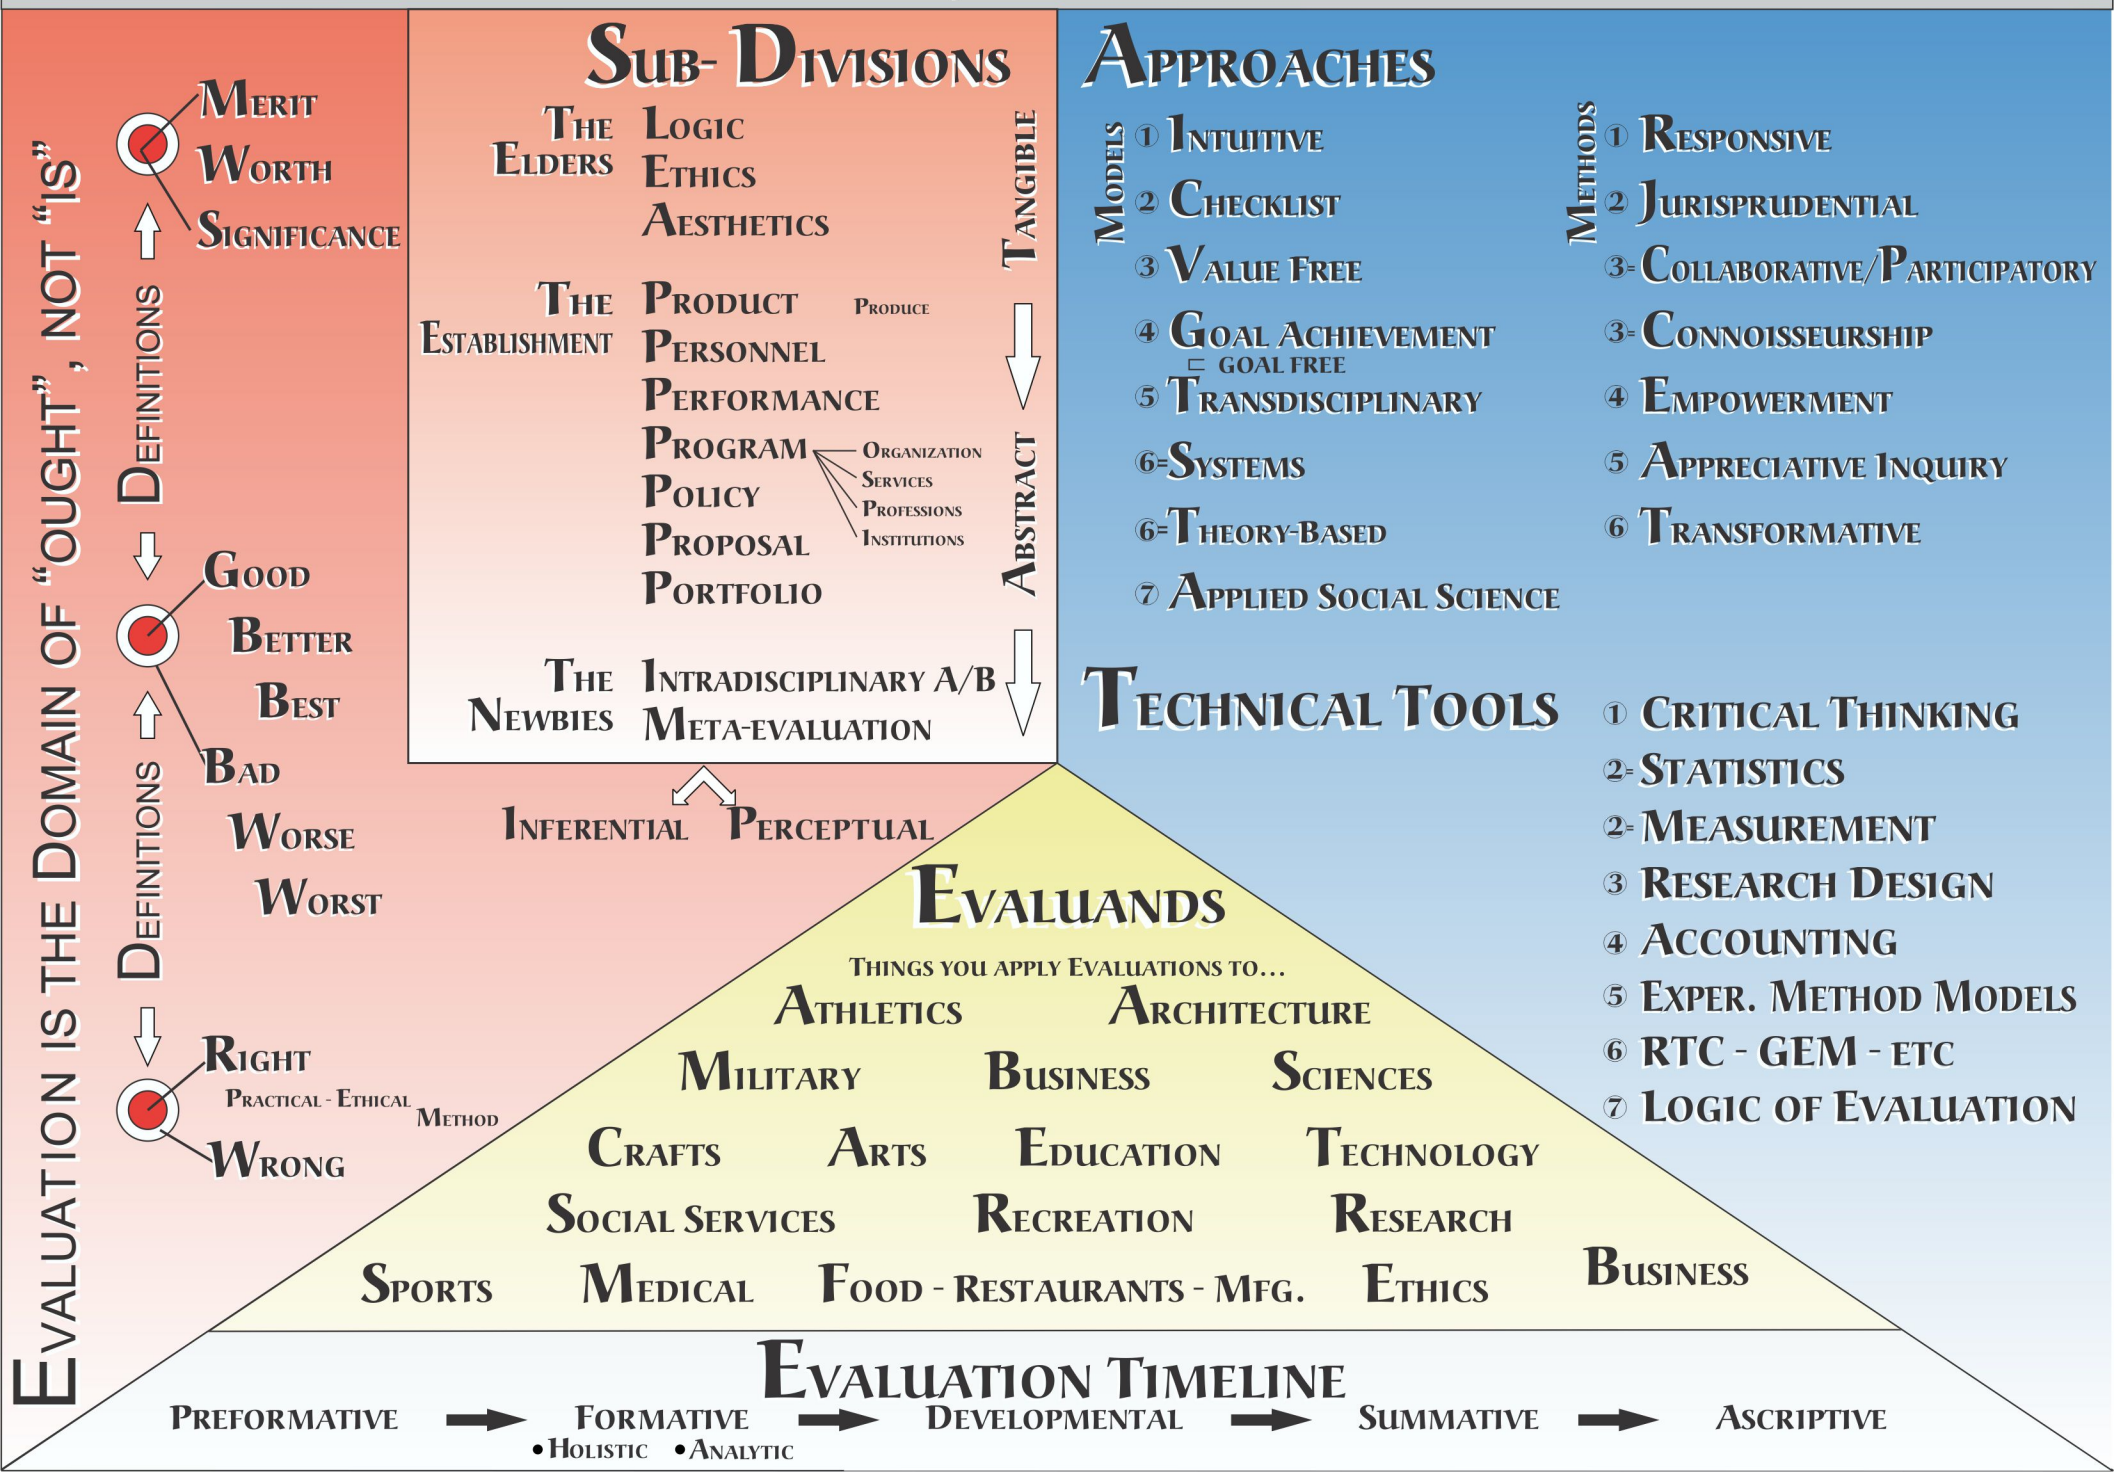 Evaluation is the Domain of “ought”, not “is”
Definitions
Merit
Worth
Significance
Good
Better
Best
Bad
Worse
Worst
Definitions
Right
Practical - Ethical
Method
Wrong
Sub- Divisions
The Elders
Logic
Ethics
Aesthetics
The Establishment
Product Produce
Personnel
Performance
Program
Organization
Services
Professions
Institutions
Policy
Proposal
Portfolio
The Newbies
Intradisciplinary A/B
Meta-evaluation
Tangible
Abstract
Inferential Perceptual
Approaches
Models
① Intuitive
② Checklist
③ Value Free
④ Goal Achievement
⊏ goal free
⑤ Transdisciplinary
⑥= Systems
⑥= Theory-Based
⑦ Applied Social Science
Methods
① Responsive
② Jurisprudential
③= Collaborative/Participatory
③= Connoisseurship
④ Empowerment
⑤ Appreciative Inquiry
⑥ Transformative
Technical Tools
① Critical Thinking
②= Statistics
②= Measurement
③ Research Design
④ Accounting
⑤ Exper. Method Models
⑥ RTC - GEM - etc
⑦ Logic of Evaluation
Evaluands
Things you apply Evaluations to...
Athletics Architecture
Military Business Sciences
Crafts Arts Education Technology
Social Services Recreation Research
Sports Medical Food - Restaurants - Mfg. Ethics Business
Evaluation Timeline
Preformative Formative Developmental Summative Ascriptive
• Holistic • Analytic